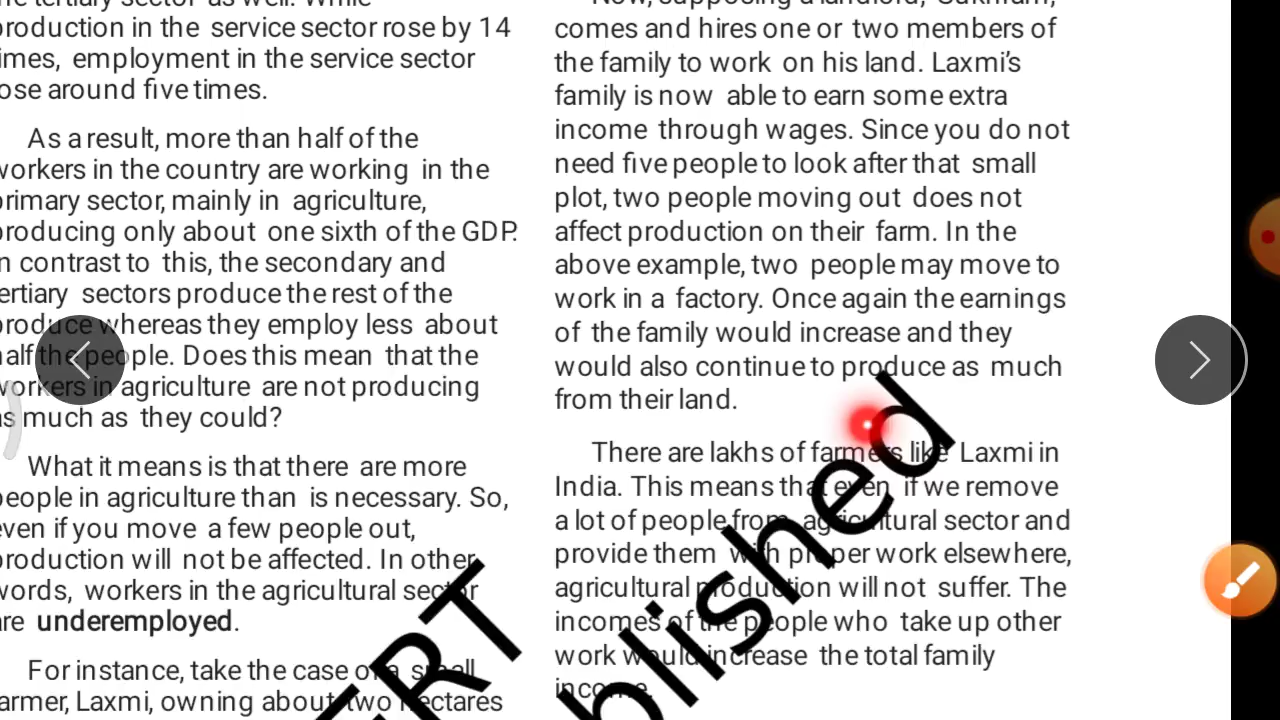 the tertiary sector as well. While
production in the service sector rose by 14
times, employment in the service sector
rose around five times.
As a result, more than half of the
workers in the country are working in the
primary sector, mainly in agriculture,
producing only about one sixth of the GDP.
In contrast to this, the secondary and
tertiary sectors produce the rest of the
produce whereas they employ less about
half the people. Does this mean that the
workers in agriculture are not producing
as much as they could?
What it means is that there are more
people in agriculture than is necessary. So,
even if you move a few people out,
production will not be affected. In other
words, workers in the agricultural sector
are underemployed.
For instance, take the case of a small
farmer, Laxmi, owning about two hectares
Now, supposing a landlord, Sukhram,
comes and hires one or two members of
the family to work on his land. Laxmi's
family is now able to earn some extra
income through wages. Since you do not
need five people to look after that small
plot, two people moving out does not
affect production on their farm. In the
above example, two people may move to
work in a factory. Once again the earnings
of the family would increase and they
would also continue to produce as much
from their land.
There are lakhs of farmers like Laxmi in
India. This means that even if we remove
a lot of people from agricultural sector and
provide them with proper work elsewhere,
agricultural production will not suffer. The
incomes of the people who take up other
work would increase the total family
income.
ERT
blished